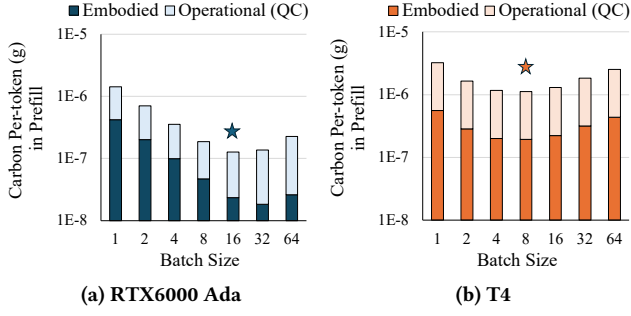 Embodied Operational (QC)
Carbon Per-token (g)
in Prefill
1E-5
1E-6
1E-7
1E-8
1 2 4 8 16 32 64
Batch Size
(a) RTX6000 Ada
Embodied Operational (QC)
Carbon Per-token (g)
in Prefill
1E-5
1E-6
1E-7
1E-8
1 2 4 8 16 32 64
Batch Size
(b) T4